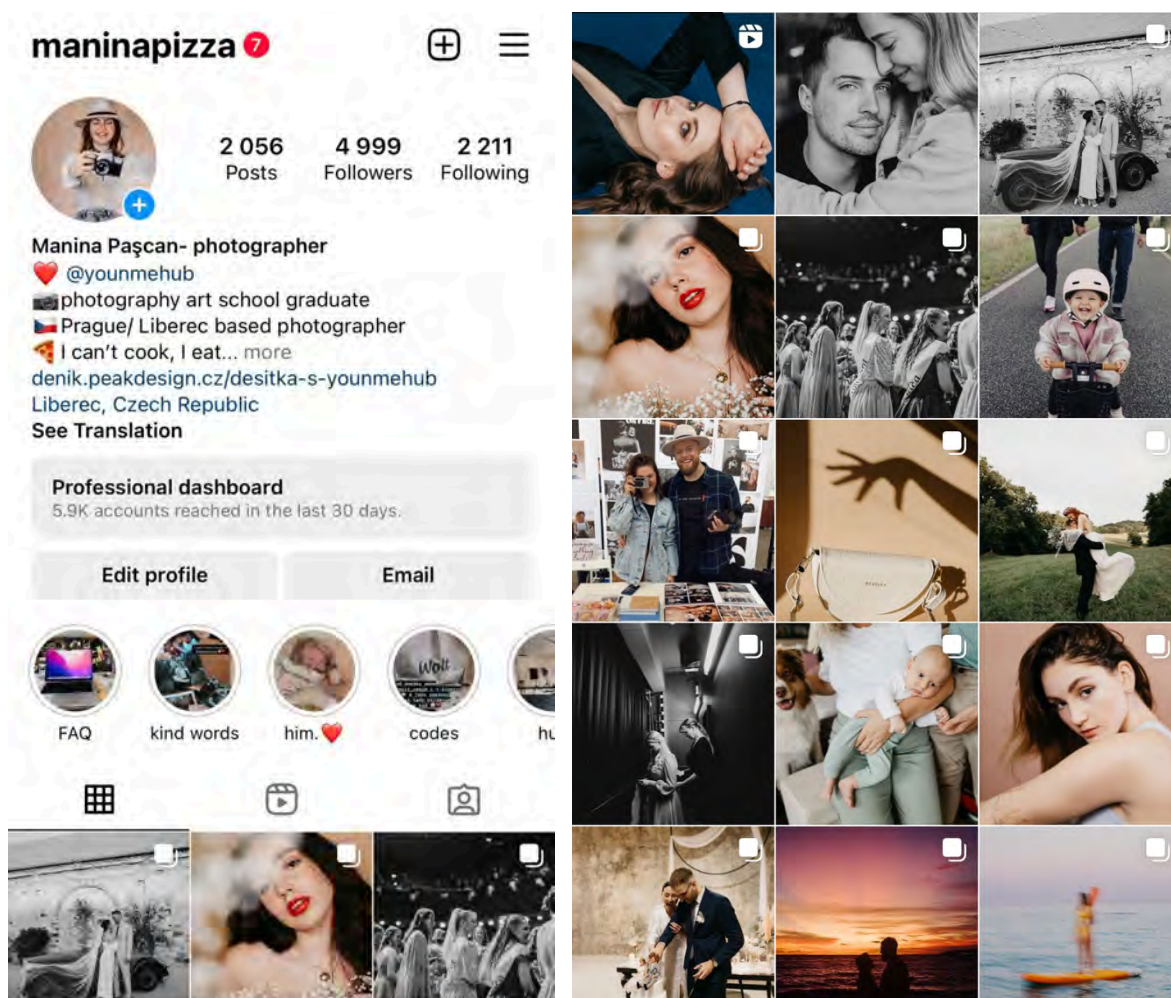 maninapizza 7
2 056 4 999 2 211
Posts Followers Following
Manina Paşcan- photographer
❤️ @younmehub
📷photography art school graduate
🇨🇿Prague/ Liberec based photographer
🍕I can't cook, I eat... more
denik.peakdesign.cz/desitka-s-younmehub
Liberec, Czech Republic
See Translation
Professional dashboard
5.9K accounts reached in the last 30 days.
Edit profile Email
Wolt
FAQ kind words him.❤️ codes hu